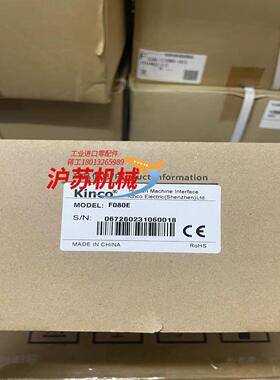 工业进口零配件
蒋工18013265989
沪苏机械
Product Information
Kinco
Human Machine Interface
Kinco Electric(Shenzhen)Ltd.
MODEL: F080E
S/N: 067260231060018
CE
MADE IN CHINA
RoHS